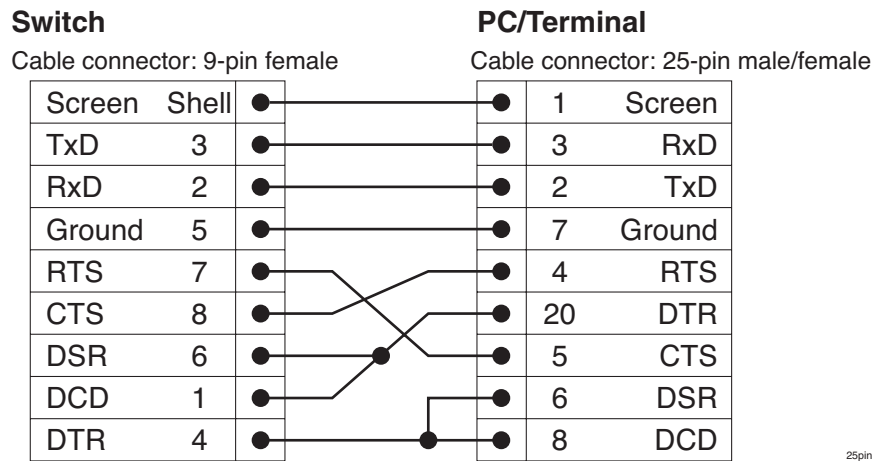 Switch PC/Terminal
Cable connector: 9-pin female Cable connector: 25-pin male/female
Screen Shell 1 Screen
TxD 3 3 RxD
RxD 2 2 TxD
Ground 5 7 Ground
RTS 7 4 RTS
CTS 8 20 DTR
DSR 6 5 CTS
DCD 1 6 DSR
DTR 4 8 DCD
25pin